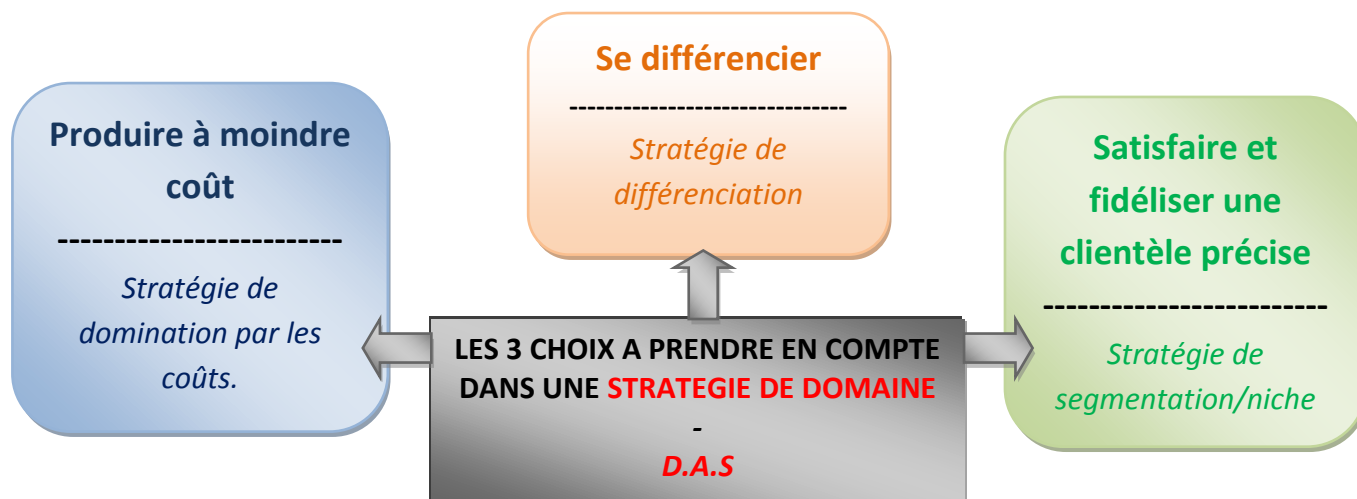 Produire à moindre
coût
-------------------------
Stratégie de
domination par les
coûts.
Se différencier
-------------------------------
Stratégie de
différenciation
Satisfaire et
fidéliser une
clientèle précise
-------------------------
Stratégie de
segmentation/niche
LES 3 CHOIX A PRENDRE EN COMPTE
DANS UNE STRATEGIE DE DOMAINE
-
D.A.S